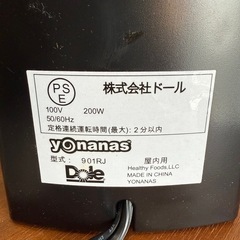 PS
E
株式会社ドール
100V 200W
50/60Hz
定格連続運転時間(最大): 2分以内
yonanas
型式: 901RJ 屋内用
Dole
Healthy Foods,LLC
MADE IN CHINA
YONANAS